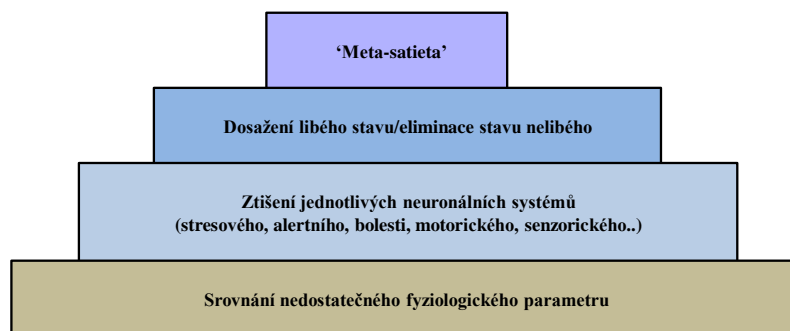 ‘Meta-satieta’
Dosažení libého stavu/eliminace stavu nelibého
Ztišení jednotlivých neuronálních systémů
(stresového, alertního, bolesti, motorického, senzorického..)
Srovnání nedostatečného fyziologického parametru